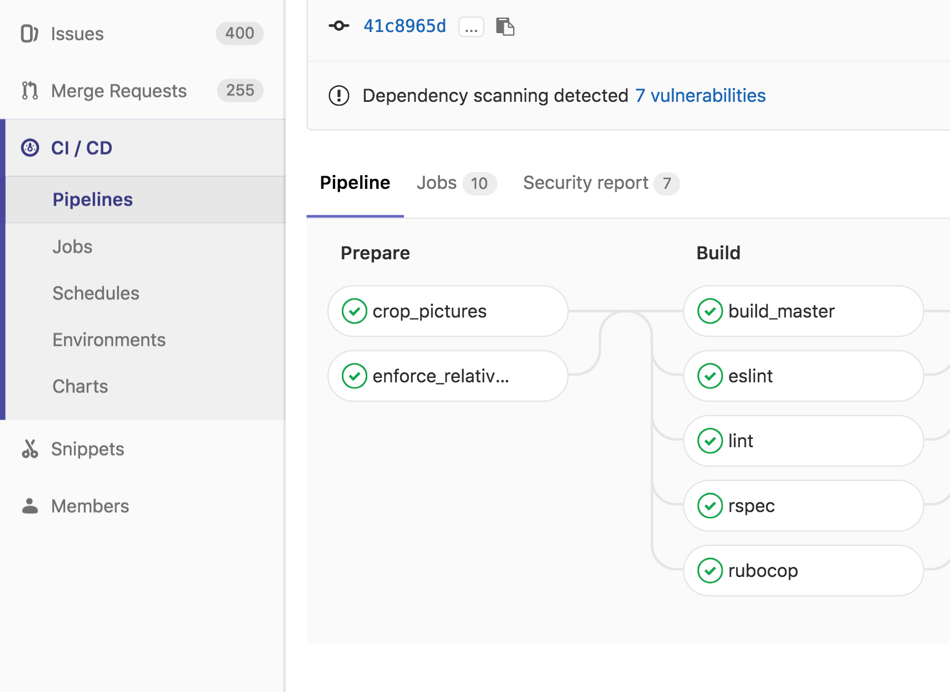 Issues 400
Merge Requests 255
CI / CD
Pipelines
Jobs
Schedules
Environments
Charts
Snippets
Members
41c8965d ...
Dependency scanning detected 7 vulnerabilities
Pipeline Jobs 10 Security report 7
Prepare
crop_pictures
enforce_relativ...
Build
build_master
eslint
lint
rspec
rubocop